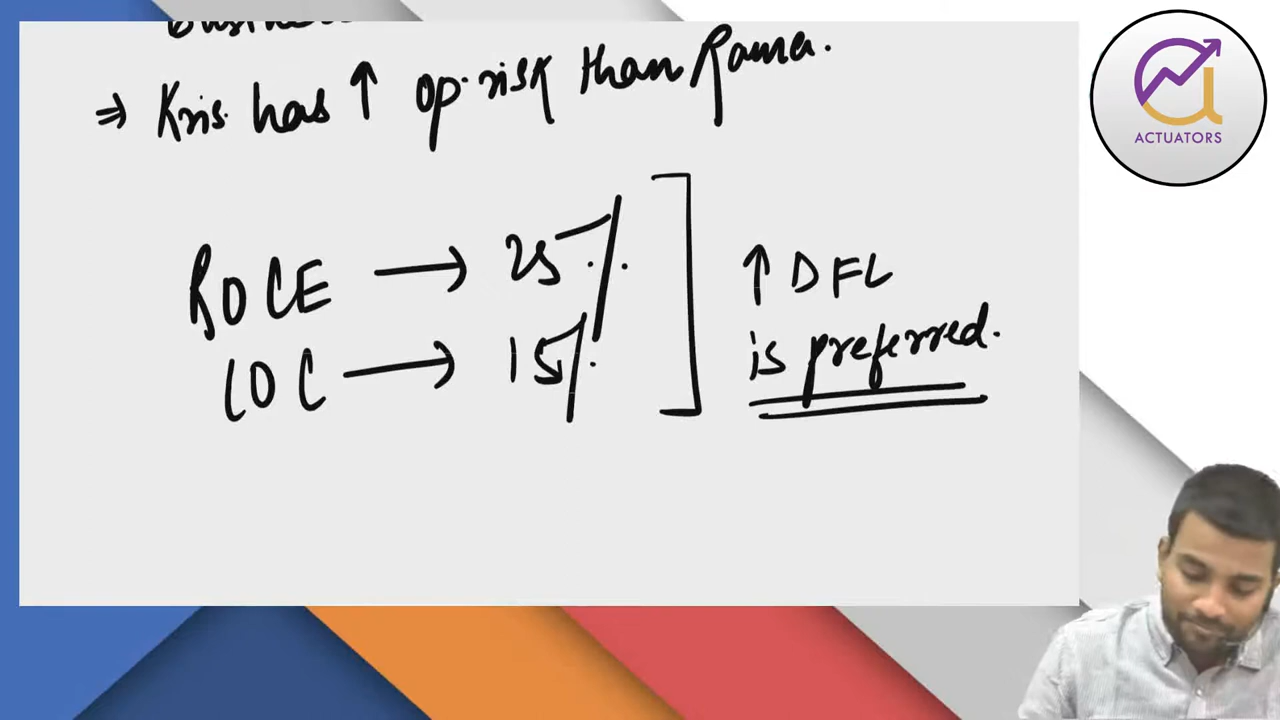 ⇒ Kris. has ↑ op. risk than Rama.
ROCE → 25%
COC → 15%
↑ DFL
is preferred.
ACTUATORS